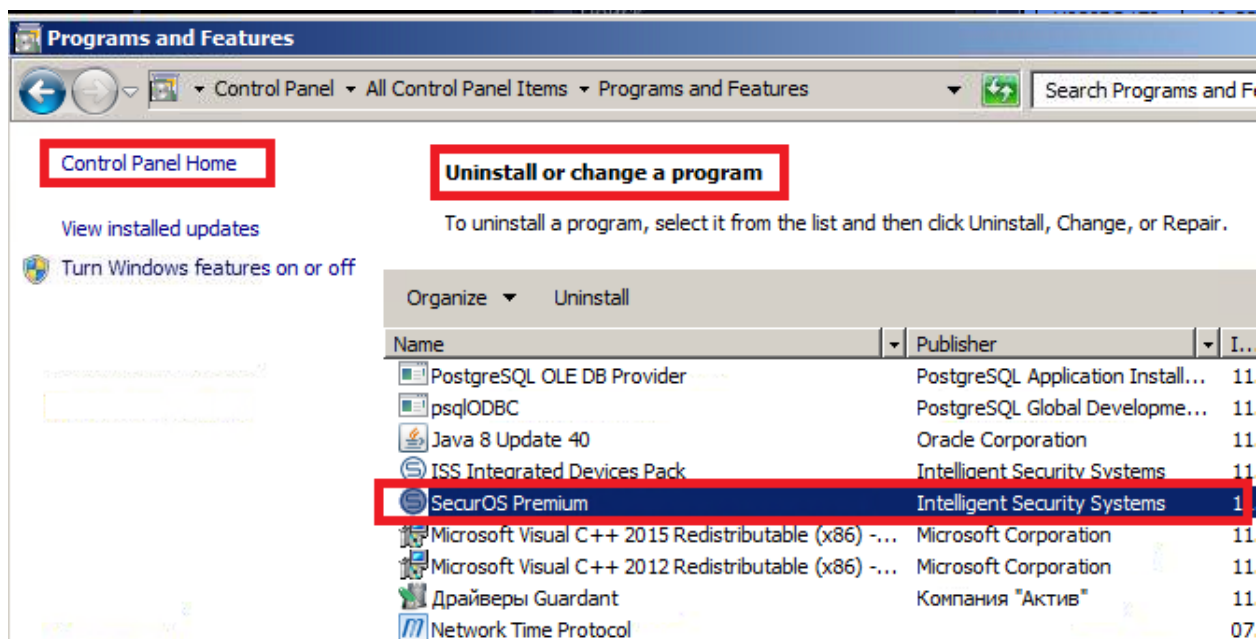 Programs and Features
Control Panel All Control Panel Items Programs and Features Search Programs and Fe
Control Panel Home
View installed updates
Turn Windows features on or off
Uninstall or change a program
To uninstall a program, select it from the list and then click Uninstall, Change, or Repair.
Organize Uninstall
Name Publisher I...
PostgreSQL OLE DB Provider PostgreSQL Application Install... 11
psqlODBC PostgreSQL Global Developme... 11
Java 8 Update 40 Oracle Corporation 11
ISS Integrated Devices Pack Intelligent Security Systems 11
SecurOS Premium Intelligent Security Systems 1
Microsoft Visual C++ 2015 Redistributable (x86) -... Microsoft Corporation 11
Microsoft Visual C++ 2012 Redistributable (x86) -... Microsoft Corporation 11
Драйверы Guardant Компания "Актив" 11
Network Time Protocol 07